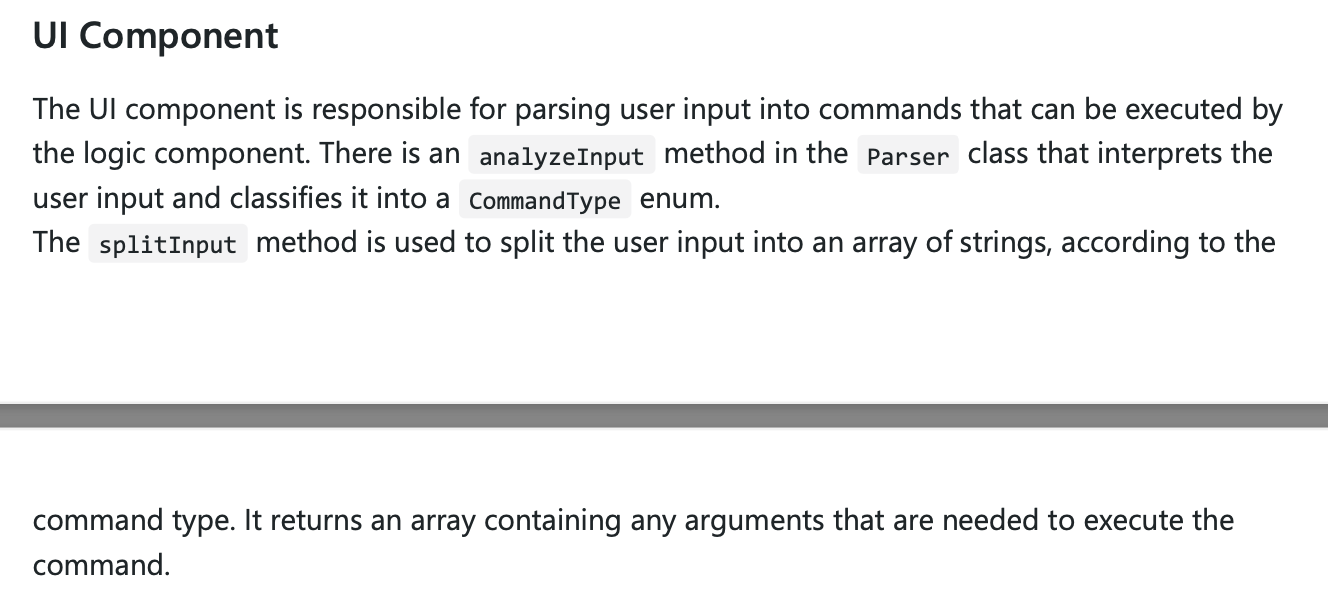 UI Component
The UI component is responsible for parsing user input into commands that can be executed by
the logic component. There is an analyzeInput method in the Parser class that interprets the
user input and classifies it into a CommandType enum.
The splitInput method is used to split the user input into an array of strings, according to the
command type. It returns an array containing any arguments that are needed to execute the
command.